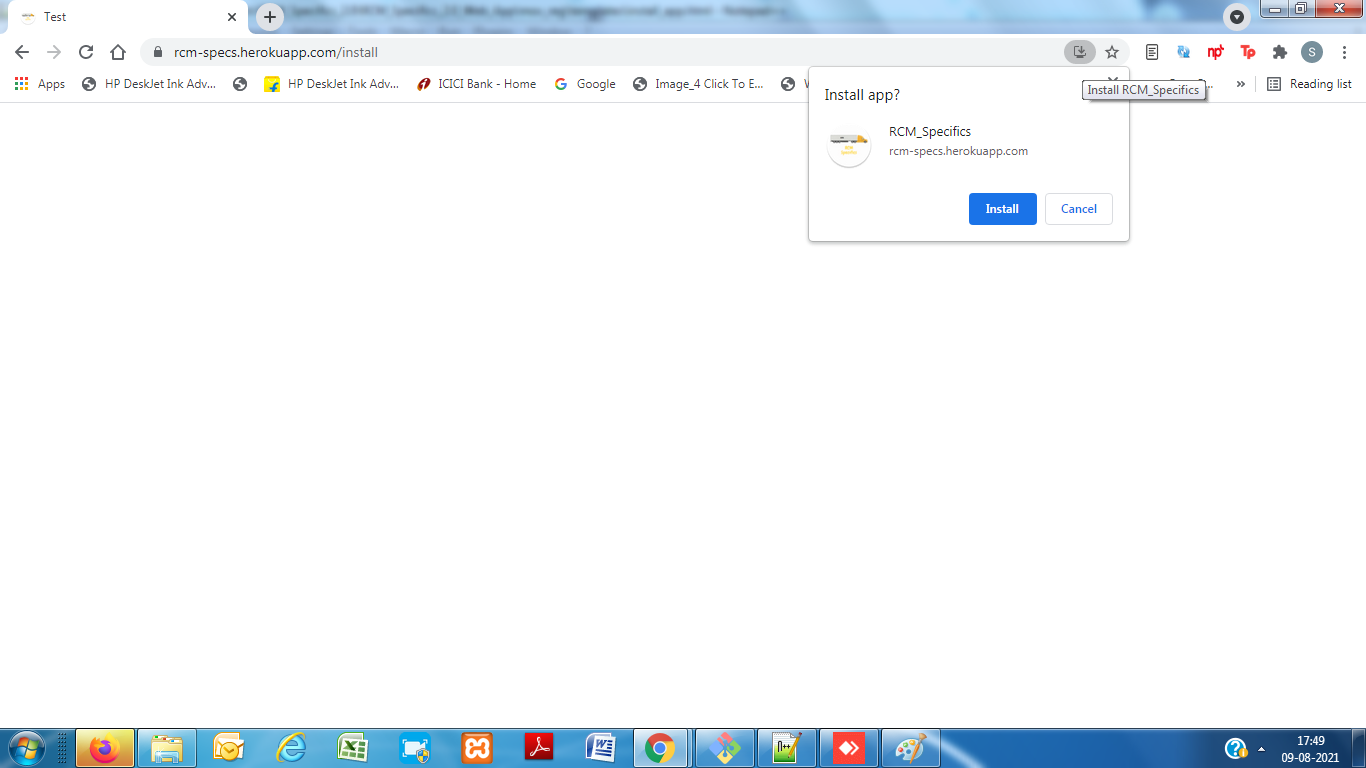 Test
rcm-specs.herokuapp.com/install
Apps
HP DeskJet Ink Adv...
HP DeskJet Ink Adv...
ICICI Bank - Home
Google
Image_4 Click To E...
Reading list
Install RCM_Specifics
Install app?
RCM_Specifics
rcm-specs.herokuapp.com
RCM
Specifics
Install
Cancel
S
17:49
09-08-2021